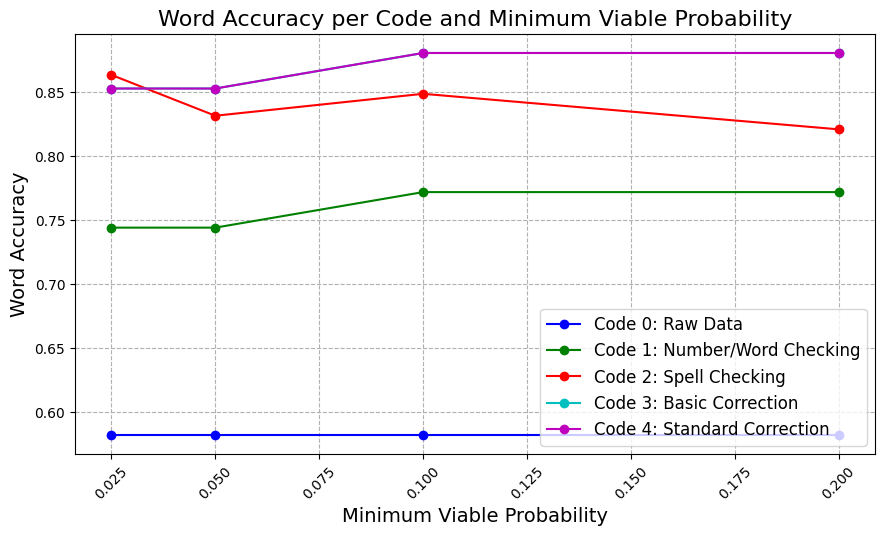 Word Accuracy per Code and Minimum Viable Probability
Word Accuracy
0.85
0.80
0.75
0.70
0.65
0.60
Code 0: Raw Data
Code 1: Number/Word Checking
Code 2: Spell Checking
Code 3: Basic Correction
Code 4: Standard Correction
0.025 0.050 0.075 0.100 0.125 0.150 0.175 0.200
Minimum Viable Probability